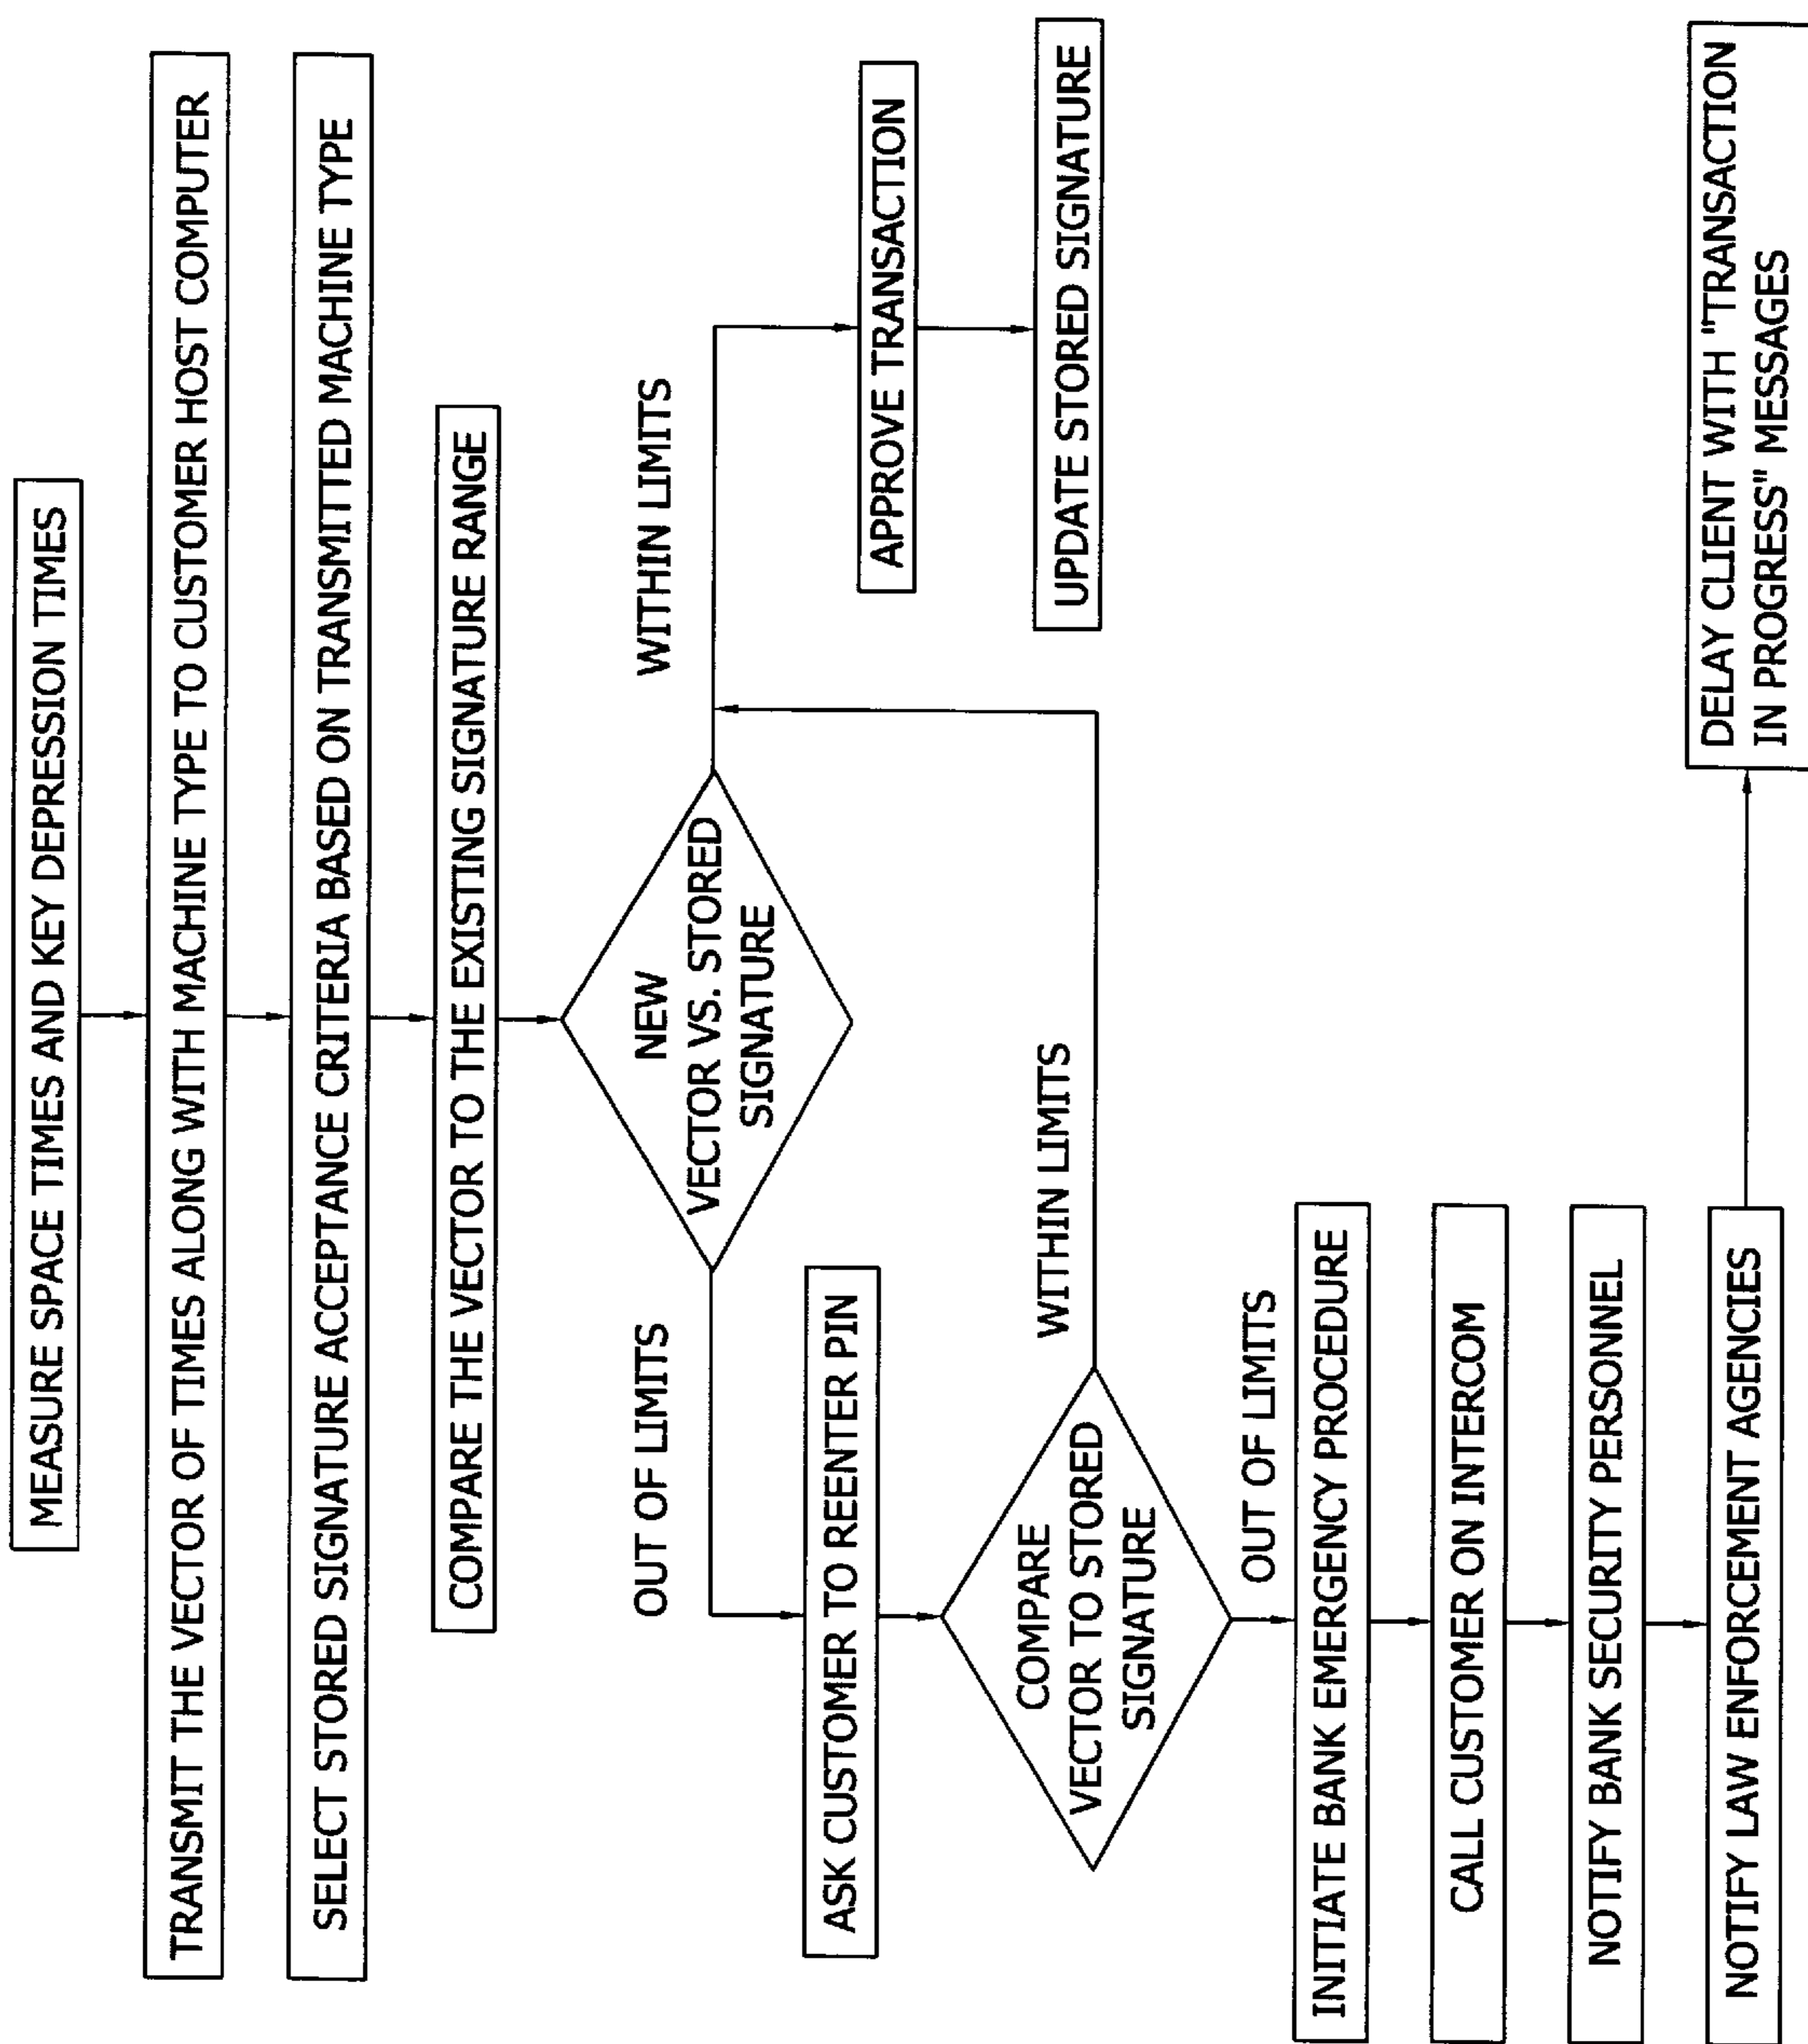 MEASURE SPACE TIMES AND KEY DEPRESSION TIMES
TRANSMIT THE VECTOR OF TIMES ALONG WITH MACHINE TYPE TO CUSTOMER HOST COMPUTER
SELECT STORED SIGNATURE ACCEPTANCE CRITERIA BASED ON TRANSMITTED MACHINE TYPE
COMPARE THE VECTOR TO THE EXISTING SIGNATURE RANGE
NEW
VECTOR VS. STORED
SIGNATURE
OUT OF LIMITS
WITHIN LIMITS
ASK CUSTOMER TO REENTER PIN
APPROVE TRANSACTION
UPDATE STORED SIGNATURE
COMPARE
VECTOR TO STORED
SIGNATURE
WITHIN LIMITS
OUT OF LIMITS
INITIATE BANK EMERGENCY PROCEDURE
CALL CUSTOMER ON INTERCOM
NOTIFY BANK SECURITY PERSONNEL
NOTIFY LAW ENFORCEMENT AGENCIES
DELAY CLIENT WITH "TRANSACTION
IN PROGRESS" MESSAGES